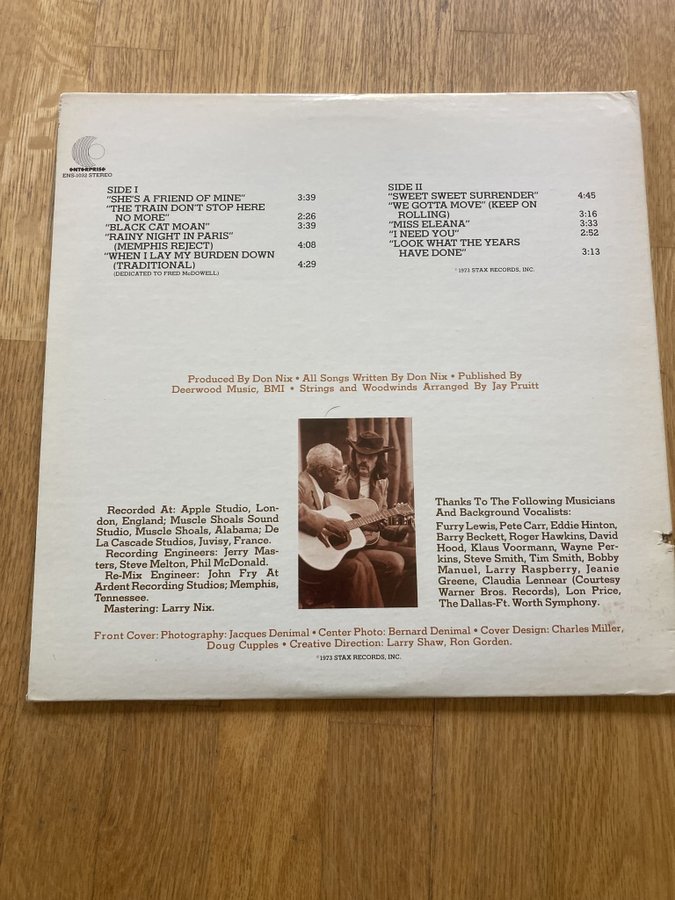 ENTERPRISE
ENS-1032 STEREO
SIDE I
"SHE'S A FRIEND OF MINE" 3:39
"THE TRAIN DON'T STOP HERE
NO MORE" 2:26
"BLACK CAT MOAN" 3:39
"RAINY NIGHT IN PARIS"
(MEMPHIS REJECT) 4:08
"WHEN I LAY MY BURDEN DOWN
(TRADITIONAL) 4:29
(DEDICATED TO FRED McDOWELL)
SIDE II
"SWEET SWEET SURRENDER" 4:45
"WE GOTTA MOVE" (KEEP ON
ROLLING) 3:16
"MISS ELEANA" 3:33
"I NEED YOU" 2:52
"LOOK WHAT THE YEARS
HAVE DONE" 3:13
©1973 STAX RECORDS, INC.
Produced By Don Nix • All Songs Written By Don Nix • Published By
Deerwood Music, BMI • Strings and Woodwinds Arranged By Jay Pruitt
Recorded At: Apple Studio, Lon-
don, England; Muscle Shoals Sound
Studio, Muscle Shoals, Alabama; De
La Cascade Studios, Juvisy, France.
Recording Engineers: Jerry Mas-
ters, Steve Melton, Phil McDonald.
Re-Mix Engineer: John Fry At
Ardent Recording Studios; Memphis,
Tennessee.
Mastering: Larry Nix.
Thanks To The Following Musicians
And Background Vocalists:
Furry Lewis, Pete Carr, Eddie Hinton,
Barry Beckett, Roger Hawkins, David
Hood, Klaus Voormann, Wayne Per-
kins, Steve Smith, Tim Smith, Bobby
Manuel, Larry Raspberry, Jeanie
Greene, Claudia Lennear (Courtesy
Warner Bros. Records), Lon Price,
The Dallas-Ft. Worth Symphony.
Front Cover: Photography: Jacques Denimal • Center Photo: Bernard Denimal • Cover Design: Charles Miller,
Doug Cupples • Creative Direction: Larry Shaw, Ron Gorden.
©1973 STAX RECORDS, INC.